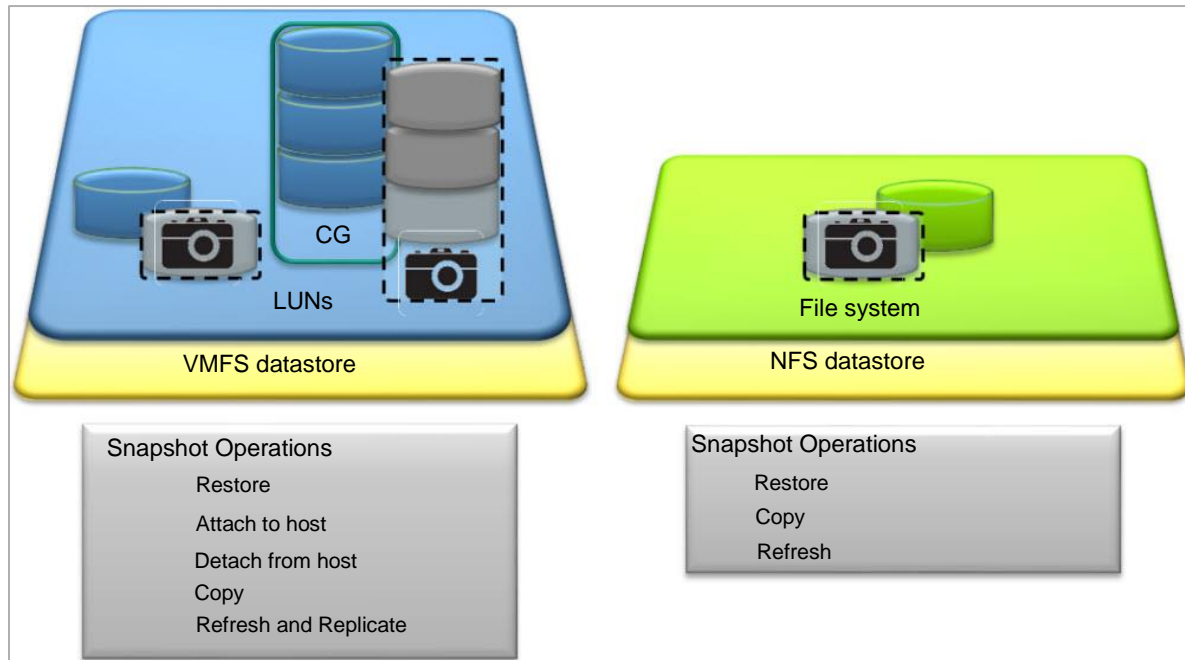 CG
LUNs
VMFS datastore
Snapshot Operations
Restore
Attach to host
Detach from host
Copy
Refresh and Replicate
File system
NFS datastore
Snapshot Operations
Restore
Copy
Refresh